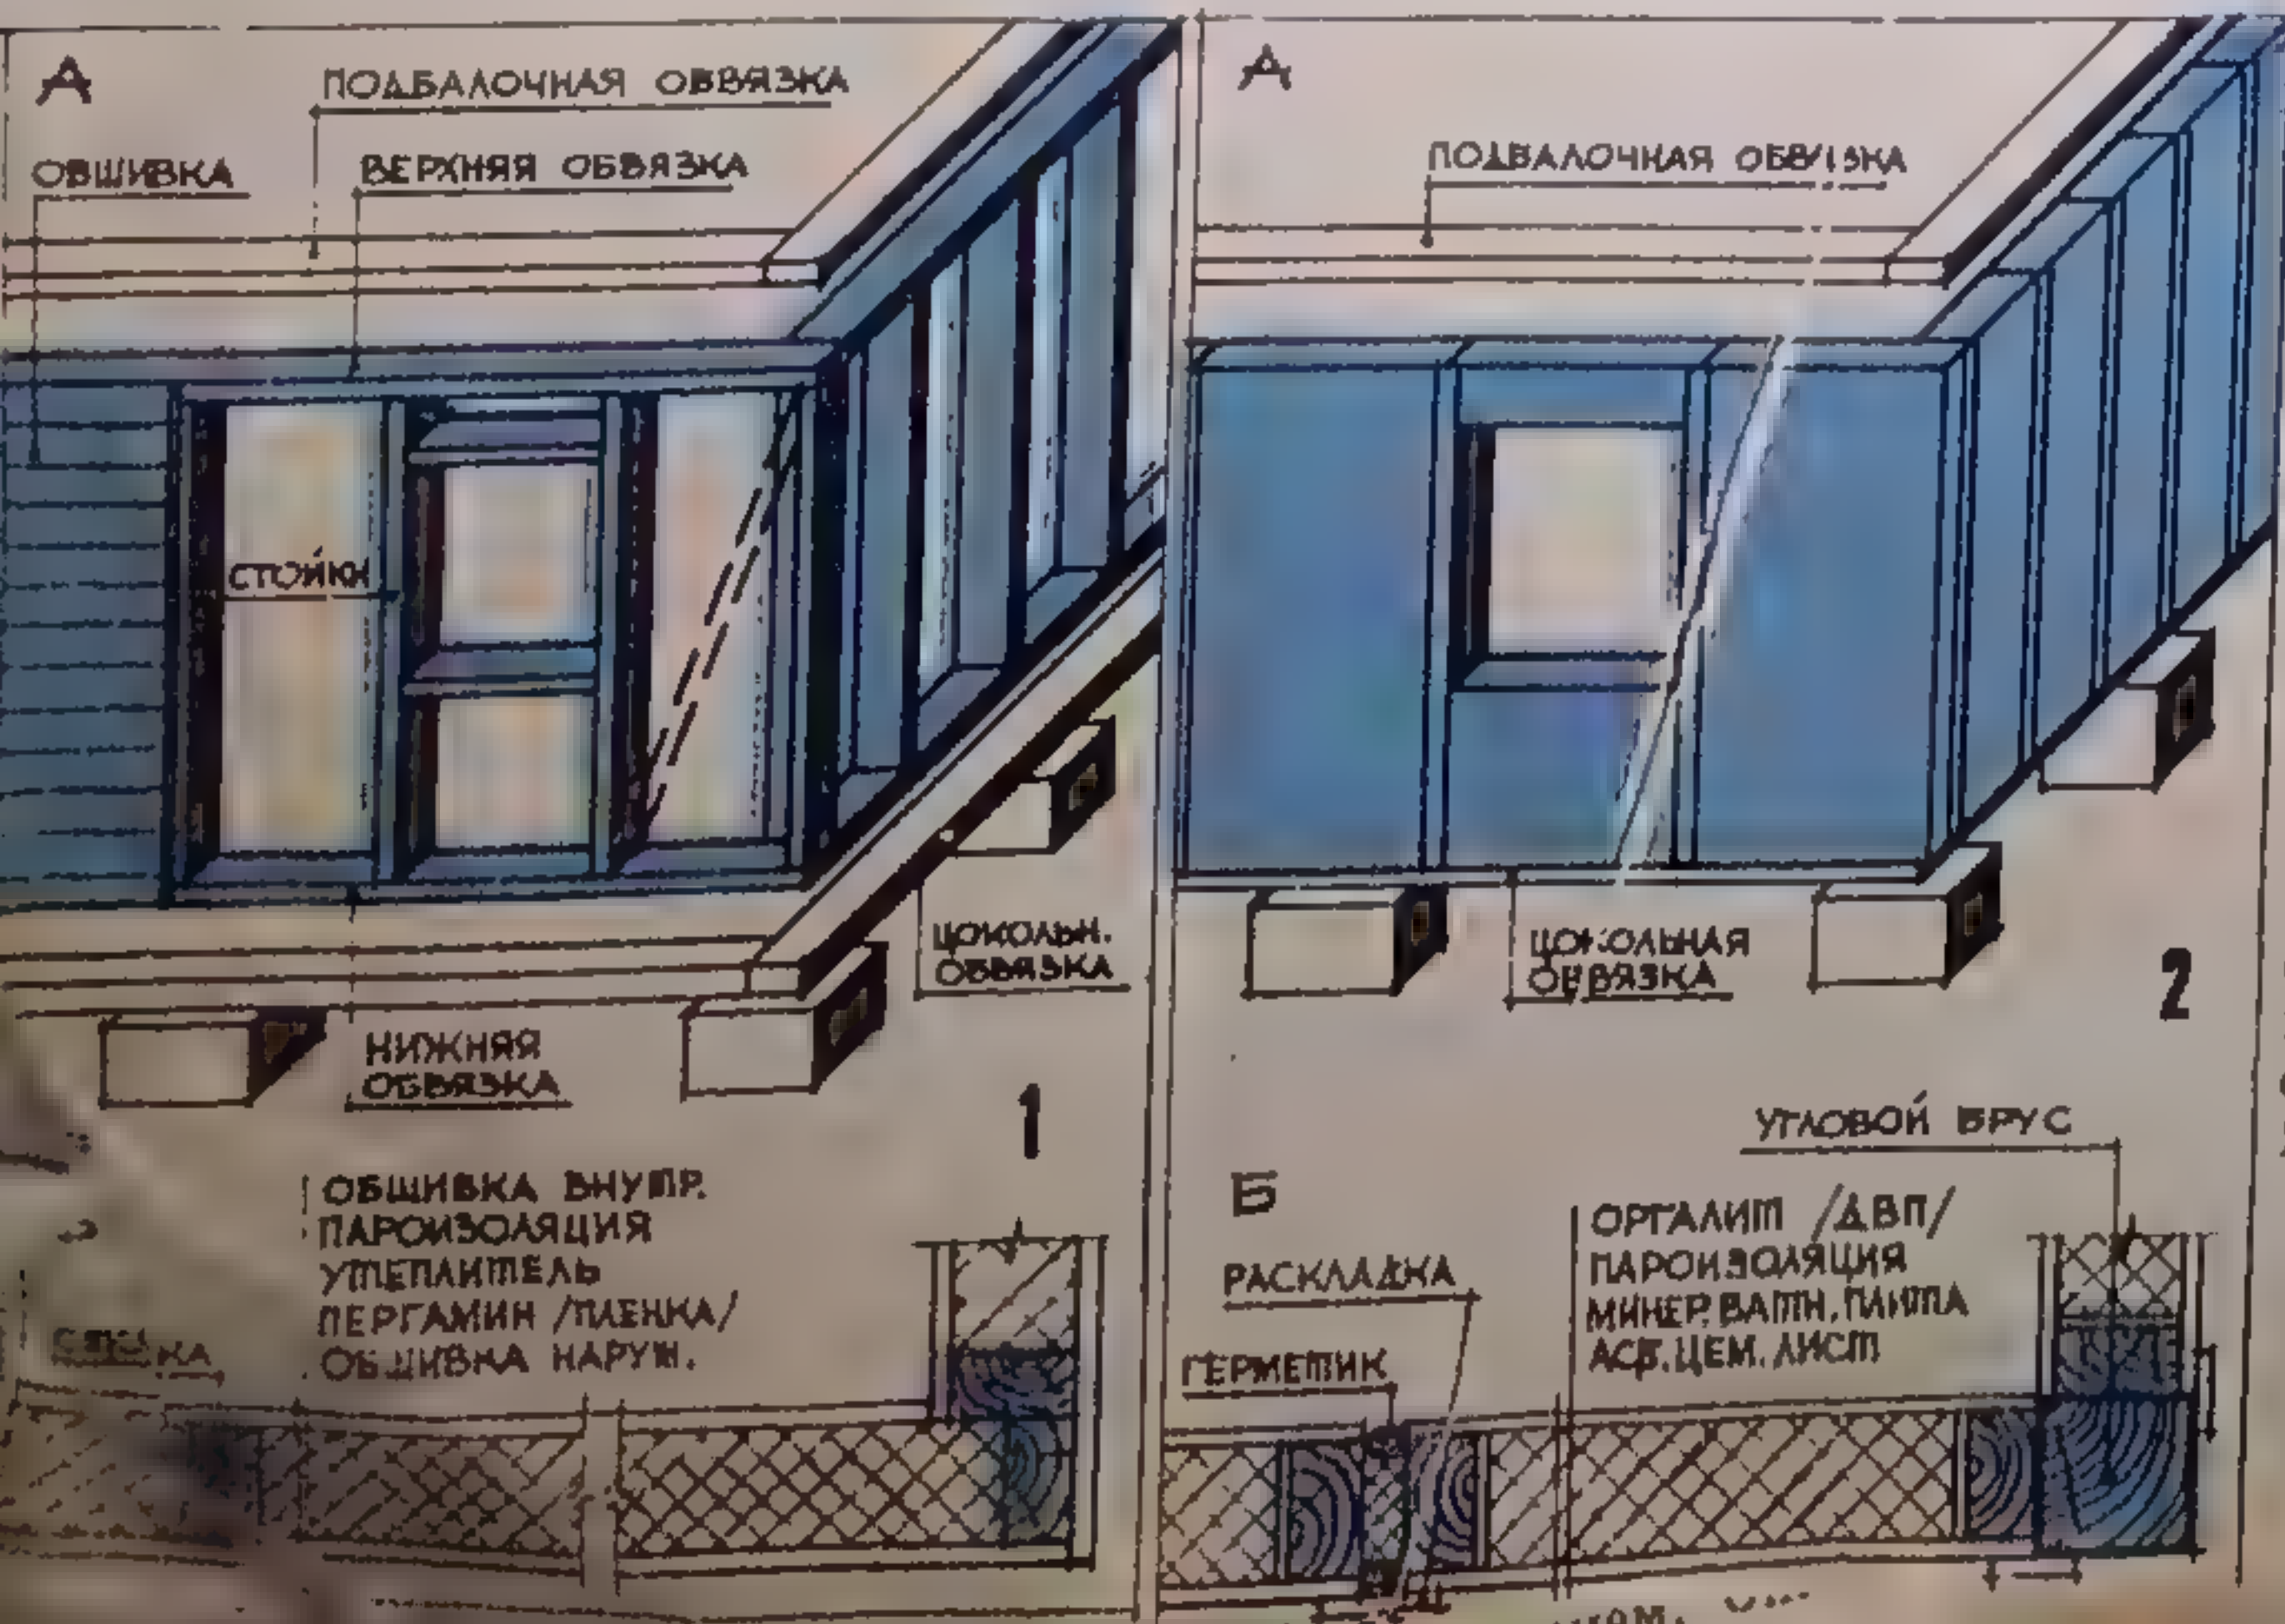 А
ПОДБАЛОЧНАЯ ОБВЯЗКА
ОБШИВКА
ВЕРХНЯЯ ОБВЯЗКА
СТОЙКИ
ЦОКОЛЬН.
ОБВЯЗКА
НИЖНЯЯ
ОБВЯЗКА
1
ОБШИВКА ВНУТР.
ПАРОИЗОЛЯЦИЯ
УТЕПЛИТЕЛЬ
ПЕРГАМИН /ПЛЕНКА/
ОБШИВКА НАРУЖ.
А
ПОДБАЛОЧНАЯ ОБВЯЗКА
ЦОКОЛЬНАЯ
ОБВЯЗКА
2
УГЛОВОЙ БРУС
Б
РАСКЛАДКА
ГЕРМЕТИК
ОРГАЛИТ /ДВП/
ПАРОИЗОЛЯЦИЯ
МИНЕР. ВАТН. ПЛИТА
АСБ. ЦЕМ. ЛИСТ